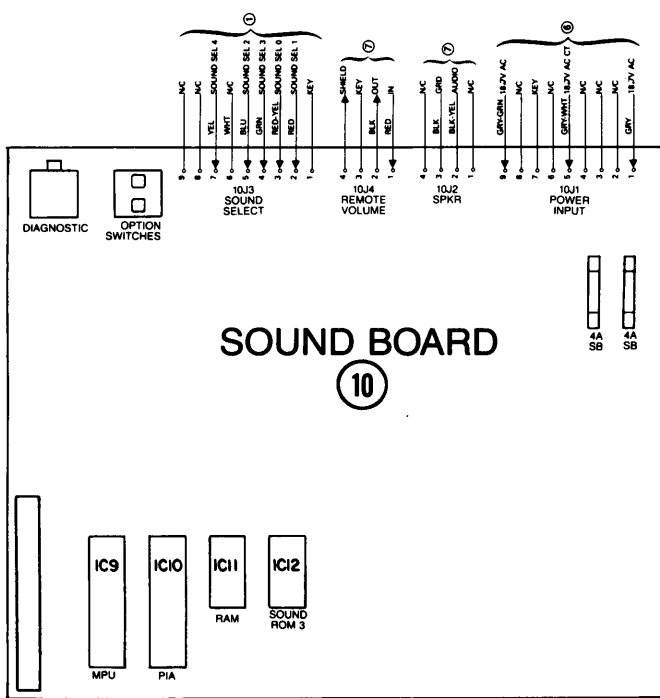 1
7
7
6
N/C
N/C
YEL SOUND SEL 4
WHT N/C
BLU SOUND SEL 2
GRN SOUND SEL 3
RED-YEL SOUND SEL 0
RED SOUND SEL 1
KEY
SHIELD
KEY
BLK OUT
RED IN
N/C
BLK GRD
BLK-YEL AUDIO
N/C
GRY-GRN 18.7V AC
N/C
KEY
N/C
GRY-WHT 18.7V AC CT
N/C
N/C
N/C
GRY 18.7V AC
9 8 7 6 5 4 3 2 1
4 3 2 1
4 3 2 1
9 8 7 6 5 4 3 2 1
10J3
SOUND
SELECT
10J4
REMOTE
VOLUME
10J2
SPKR
10J1
POWER
INPUT
DIAGNOSTIC
OPTION
SWITCHES
4A
SB
4A
SB
SOUND BOARD
10
IC9
MPU
IC10
PIA
IC11
RAM
IC12
SOUND
ROM 3